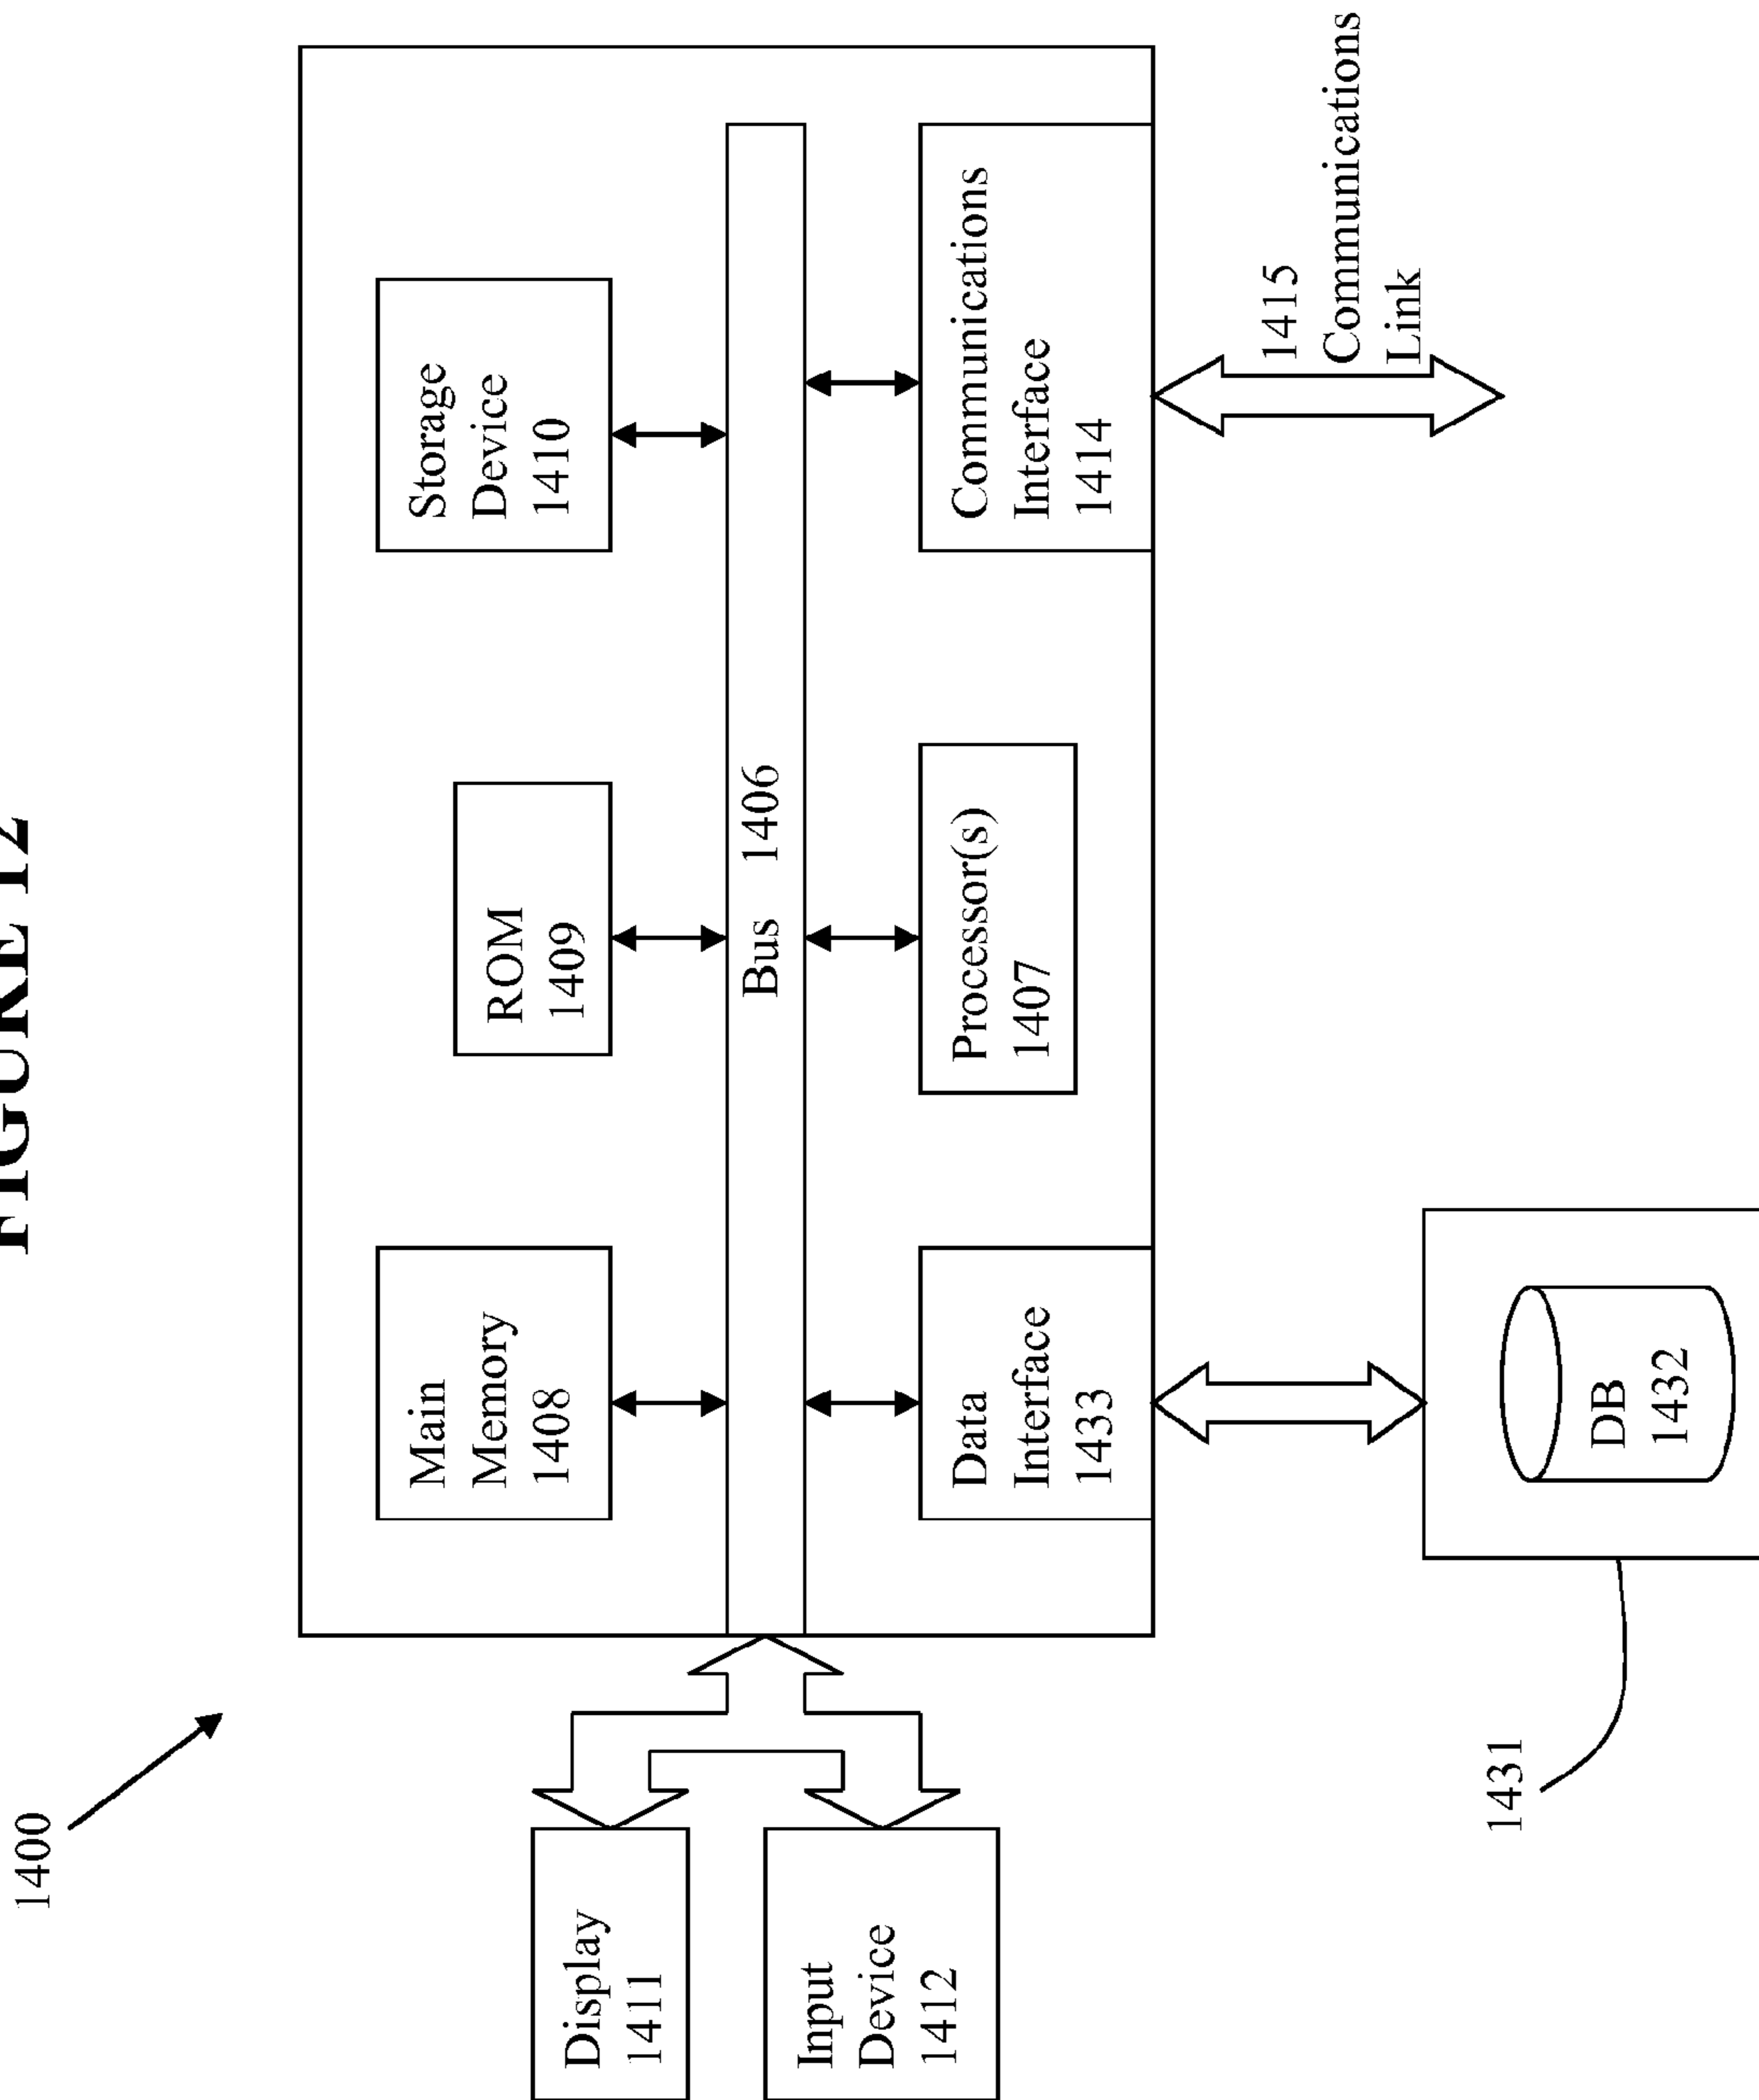 FIGURE 12
1400
Main
Memory
1408
ROM
1409
Storage
Device
1410
Display
1411
Bus 1406
Input
Device
1412
Data
Interface
1433
Processor(s)
1407
Communications
Interface
1414
1415
Communications
Link
1431
DB
1432